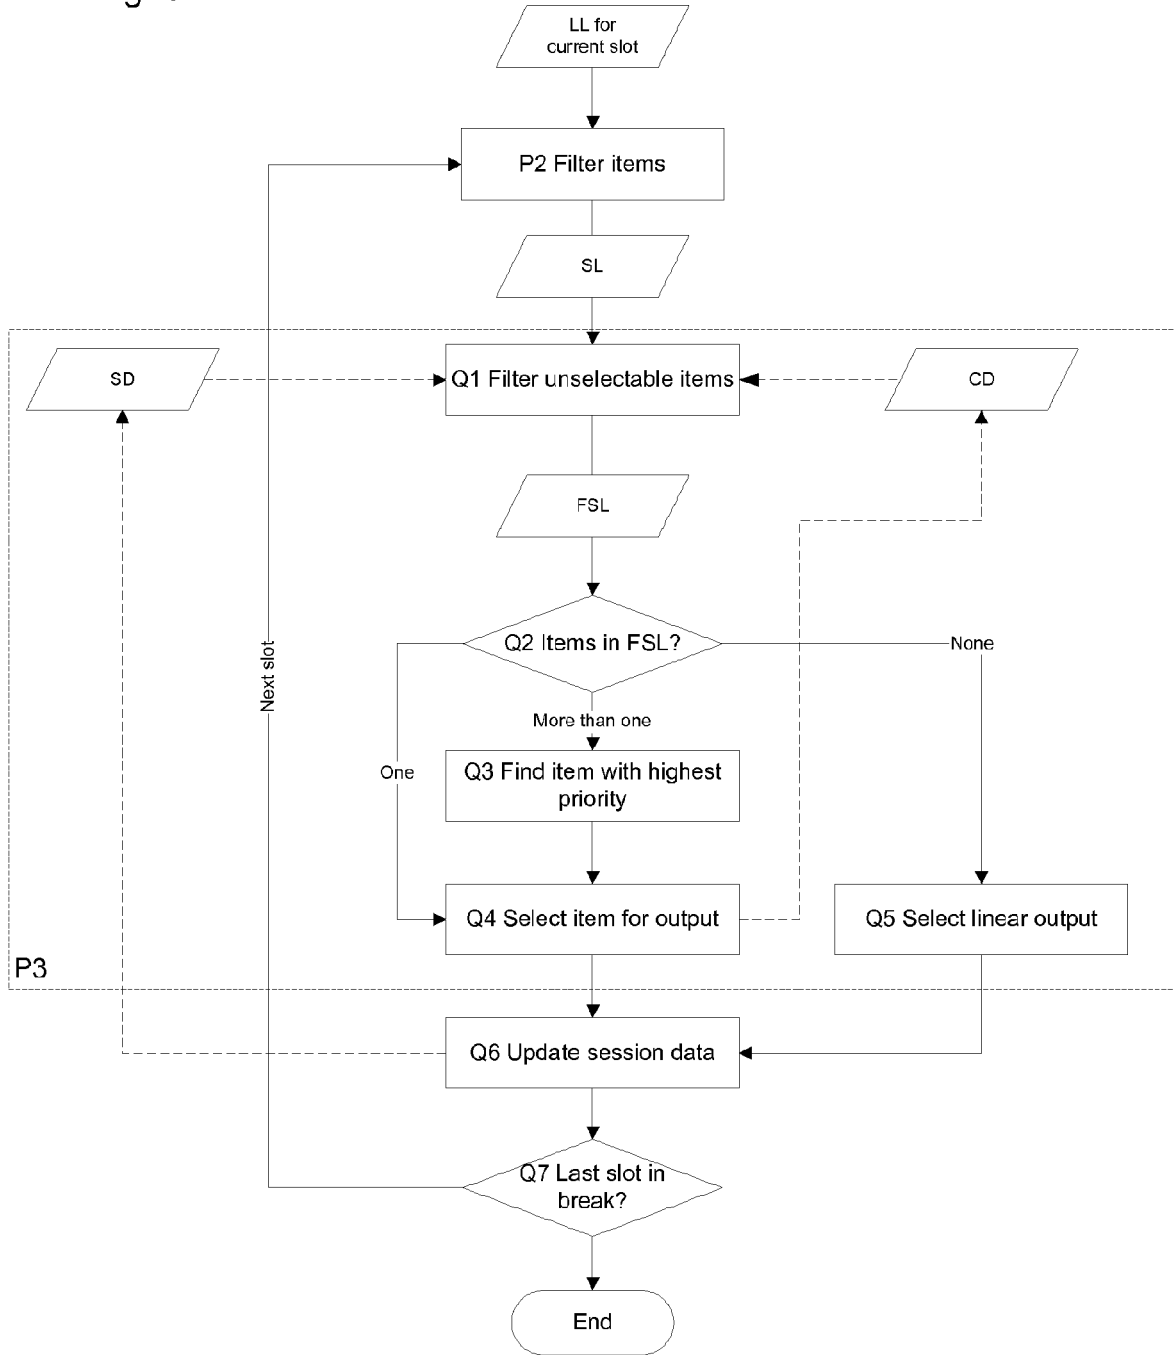 LL for
current slot
P2 Filter items
SL
SD
Q1 Filter unselectable items
CD
FSL
Q2 Items in FSL?
None
Next slot
More than one
One
Q3 Find item with highest
priority
Q4 Select item for output
Q5 Select linear output
P3
Q6 Update session data
Q7 Last slot in
break?
End